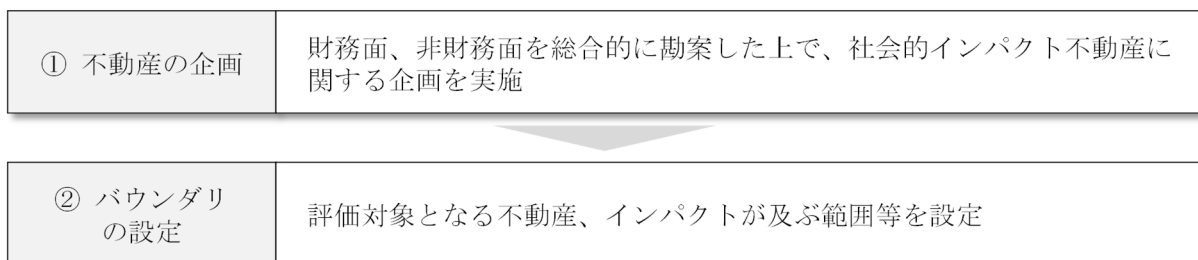 ① 不動産の企画
財務面、非財務面を総合的に勘案した上で、社会的インパクト不動産に
関する企画を実施
② バウンダリ
の設定
評価対象となる不動産、インパクトが及ぶ範囲等を設定